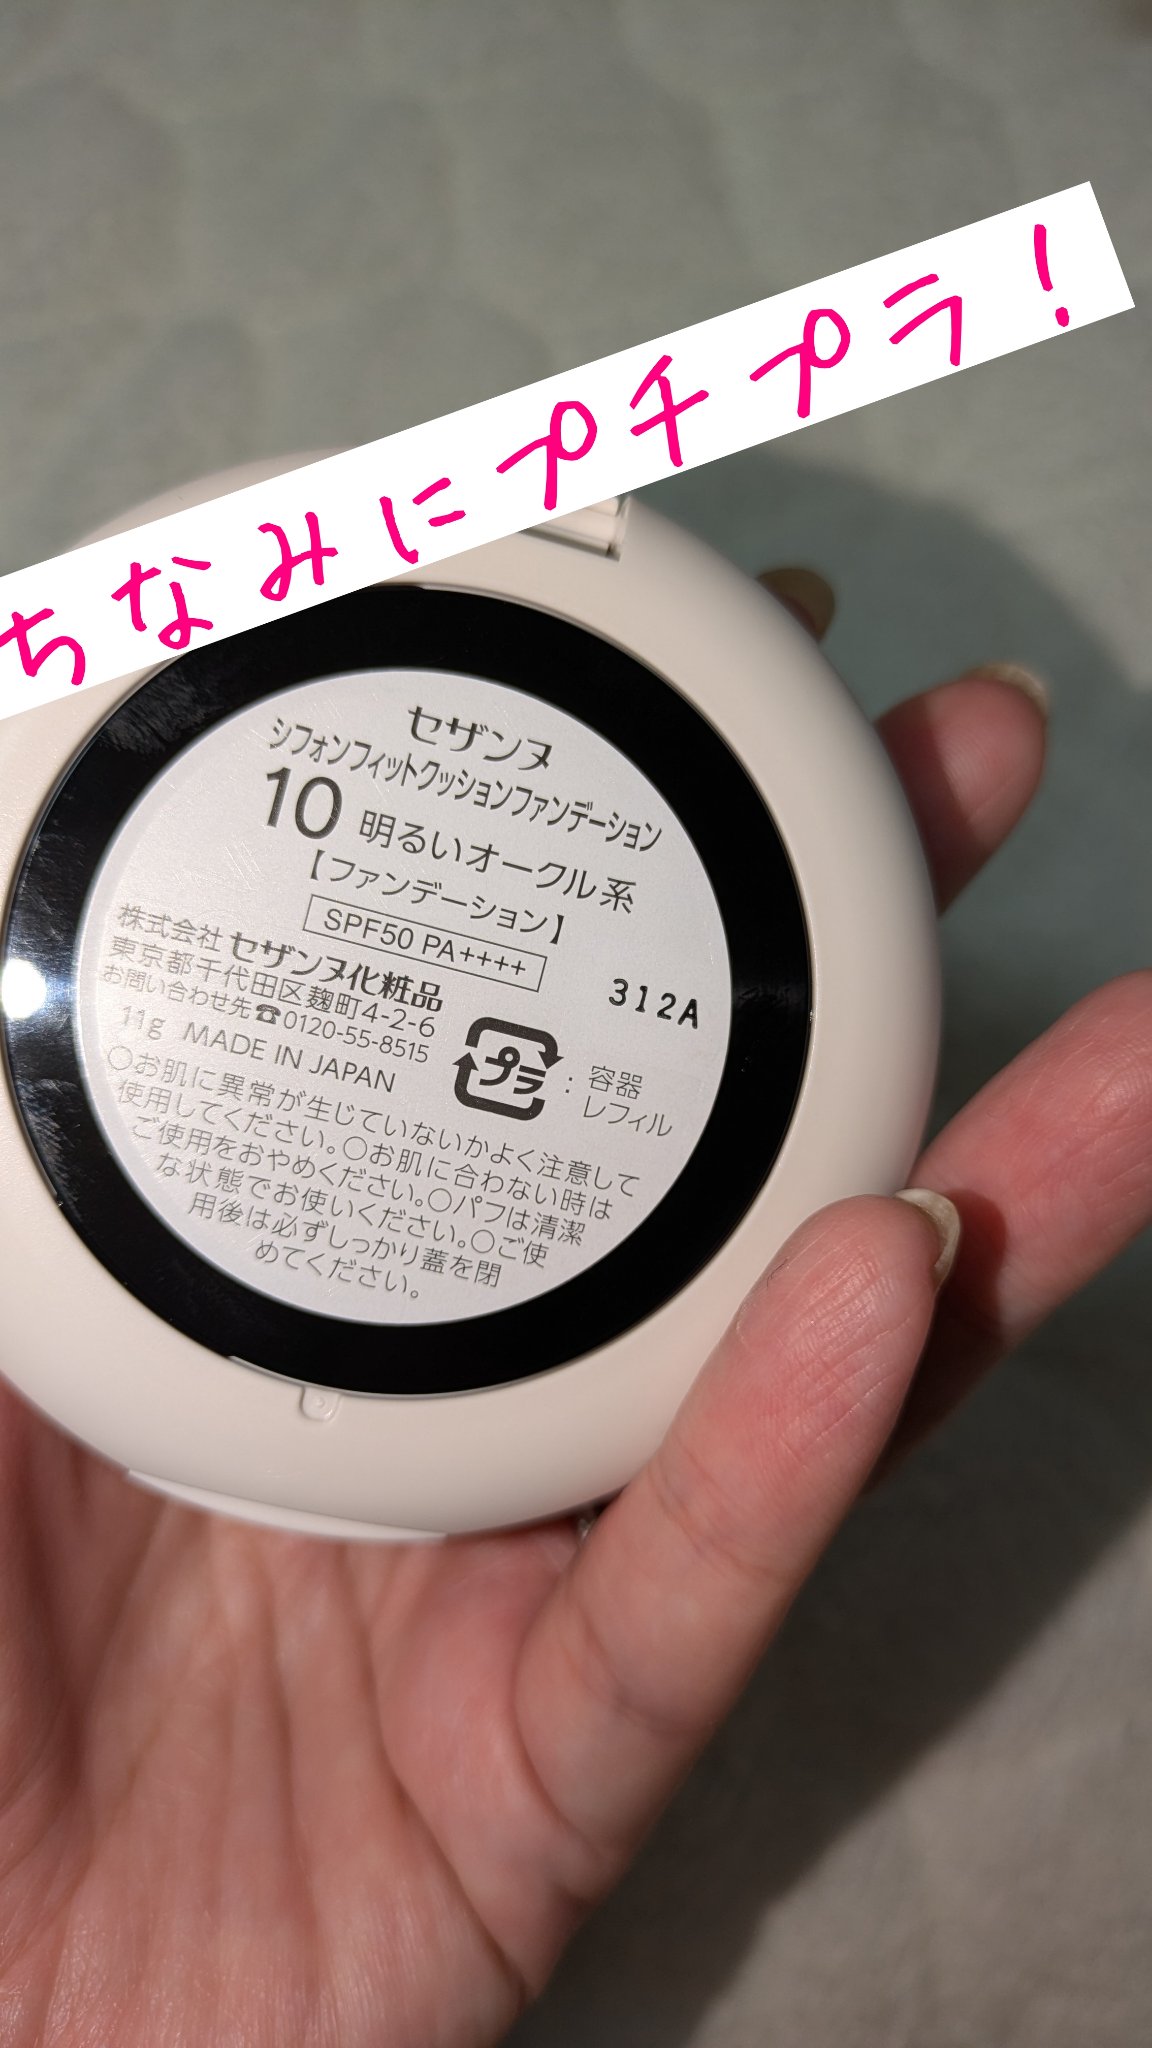 ちなみにプチプラ！
セザンヌ
シフォンフィットクッションファンデーション
10 明るいオークル系
【ファンデーション】
SPF50 PA++++
312A
株式会社 セザンヌ化粧品
東京都千代田区麹町4-2-6
お問い合わせ先☎0120-55-8515
11g MADE IN JAPAN
プラ : 容器
レフィル
○お肌に異常が生じていないかよく注意して
使用してください。○お肌に合わない時は
ご使用をおやめください。○パフは清潔
な状態でお使いください。○ご使
用後は必ずしっかり蓋を閉
めてください。